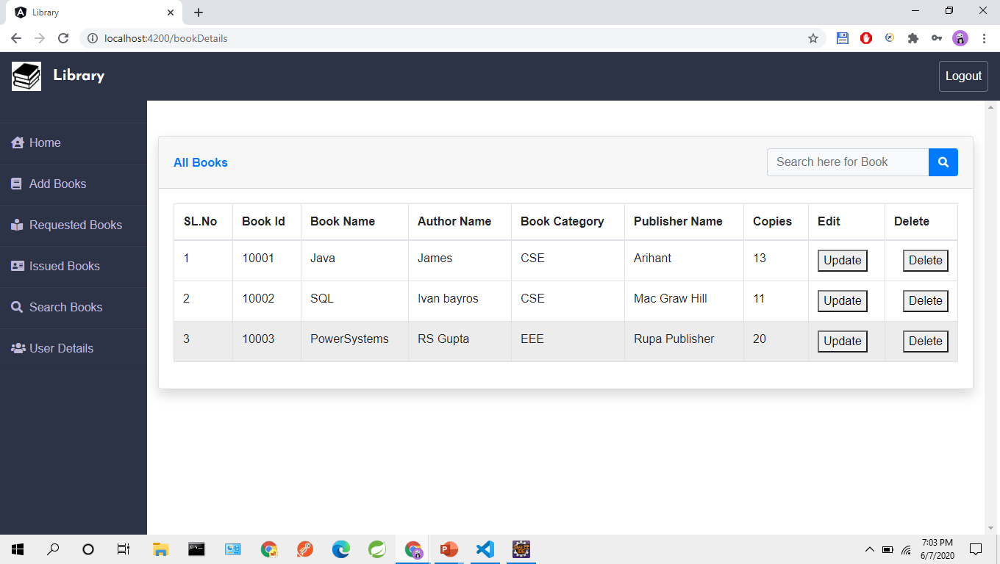 Library
localhost:4200/bookDetails
Library
Logout
Home
Add Books
Requested Books
Issued Books
Search Books
User Details
All Books
Search here for Book
SL.No Book Id Book Name Author Name Book Category Publisher Name Copies Edit Delete
1 10001 Java James CSE Arihant 13 Update Delete
2 10002 SQL Ivan bayros CSE Mac Graw Hill 11 Update Delete
3 10003 PowerSystems RS Gupta EEE Rupa Publisher 20 Update Delete
7:03 PM
6/7/2020